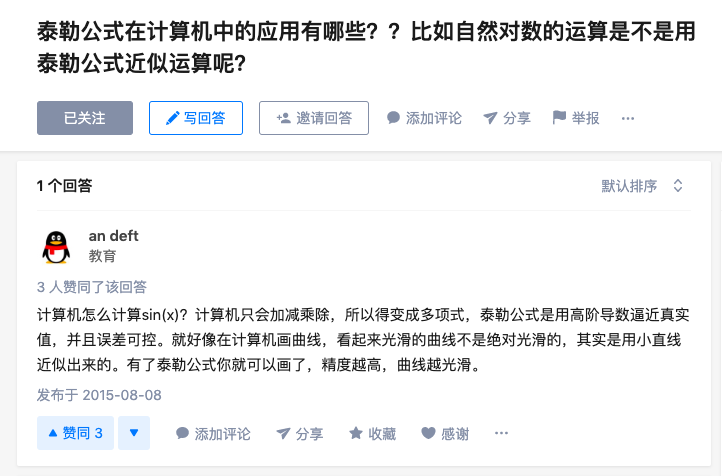 泰勒公式在计算机中的应用有哪些？？比如自然对数的运算是不是用
泰勒公式近似运算呢?
已关注 写回答 邀请回答 添加评论 分享 举报 ···
1 个回答 默认排序
an deft
教育
3 人赞同了该回答
计算机怎么计算sin(x)？计算机只会加减乘除，所以得变成多项式，泰勒公式是用高阶导数逼近真实
值，并且误差可控。就好像在计算机画曲线，看起来光滑的曲线不是绝对光滑的，其实是用小直线
近似出来的。有了泰勒公式你就可以画了，精度越高，曲线越光滑。
发布于 2015-08-08
赞同 3 添加评论 分享 收藏 感谢 ···